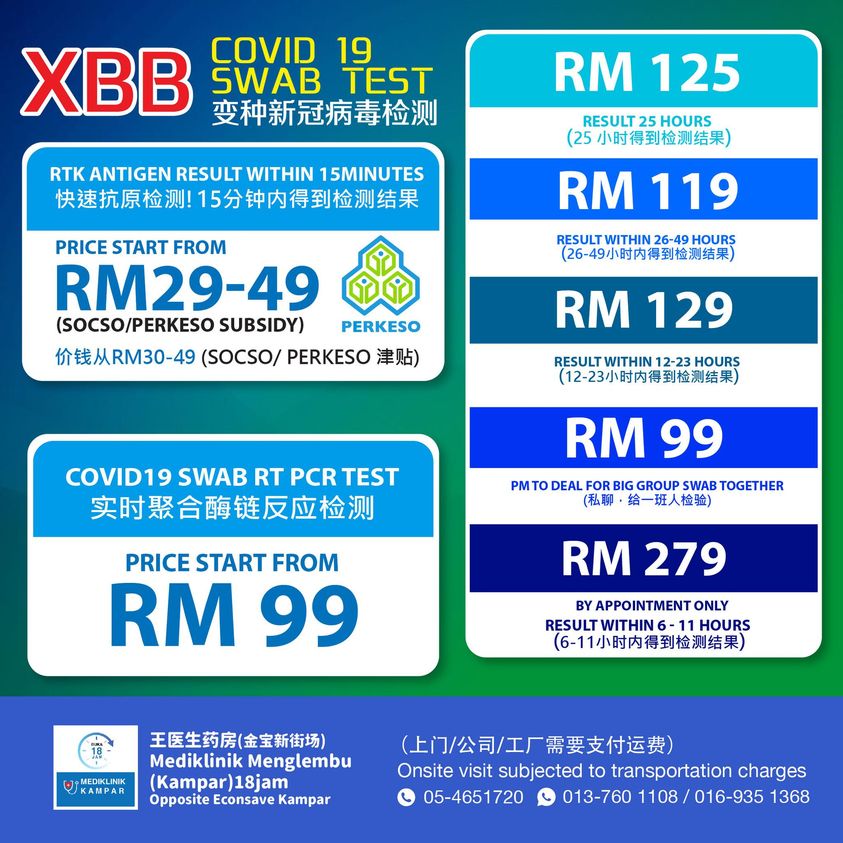 XBB
COVID 19
SWAB TEST
变种新冠病毒检测
RTK ANTIGEN RESULT WITHIN 15MINUTES
快速抗原检测! 15分钟内得到检测结果
PRICE START FROM
RM29-49
(SOCSO/PERKESO SUBSIDY)
PERKESO
价钱从RM30-49 (SOCSO/ PERKESO 津贴)
COVID19 SWAB RT PCR TEST
实时聚合酶链反应检测
PRICE START FROM
RM 99
RM 125
RESULT 25 HOURS
(25 小时得到检测结果)
RM 119
RESULT WITHIN 26-49 HOURS
(26-49小时内得到检测结果)
RM 129
RESULT WITHIN 12-23 HOURS
(12-23小时内得到检测结果)
RM 99
PM TO DEAL FOR BIG GROUP SWAB TOGETHER
(私聊，给一班人检验)
RM 279
BY APPOINTMENT ONLY
RESULT WITHIN 6 - 11 HOURS
(6-11小时内得到检测结果)
BUKA
18
JAM
MEDIKLINIK
KAMPAR
王医生药房(金宝新街场)
Mediklinik Menglembu
(Kampar)18jam
Opposite Econsave Kampar
（上门/公司/工厂需要支付运费）
Onsite visit subjected to transportation charges
05-4651720 013-760 1108 / 016-935 1368